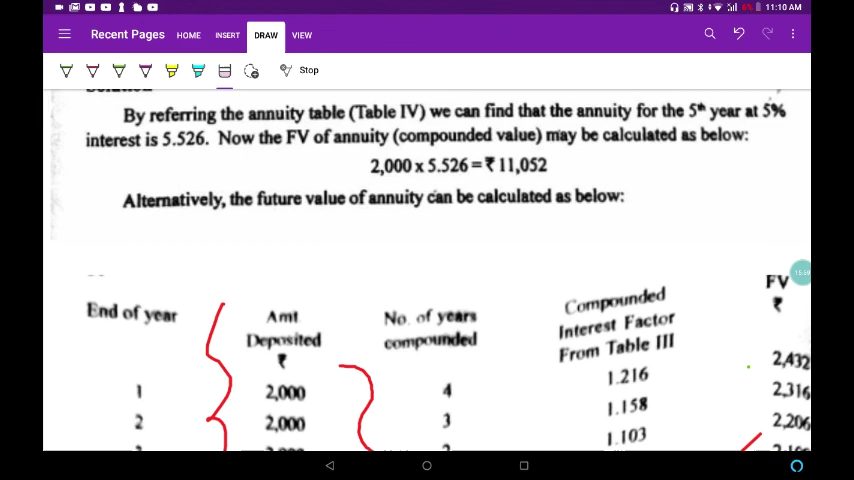 6% 11:10 AM
Recent Pages HOME INSERT DRAW VIEW
Stop
Solution
By referring the annuity table (Table IV) we can find that the annuity for the 5th year at 5%
interest is 5.526. Now the FV of annuity (compounded value) may be calculated as below:
2,000 x 5.526 = ₹ 11,052
Alternatively, the future value of annuity can be calculated as below:
15:59
End of year
Amt
Deposited
₹
No. of years
compounded
Compounded
Interest Factor
From Table III
FV
₹
1 2,000 4 1.216 2,432
2 2,000 3 1.158 2,316
1.103 2,206